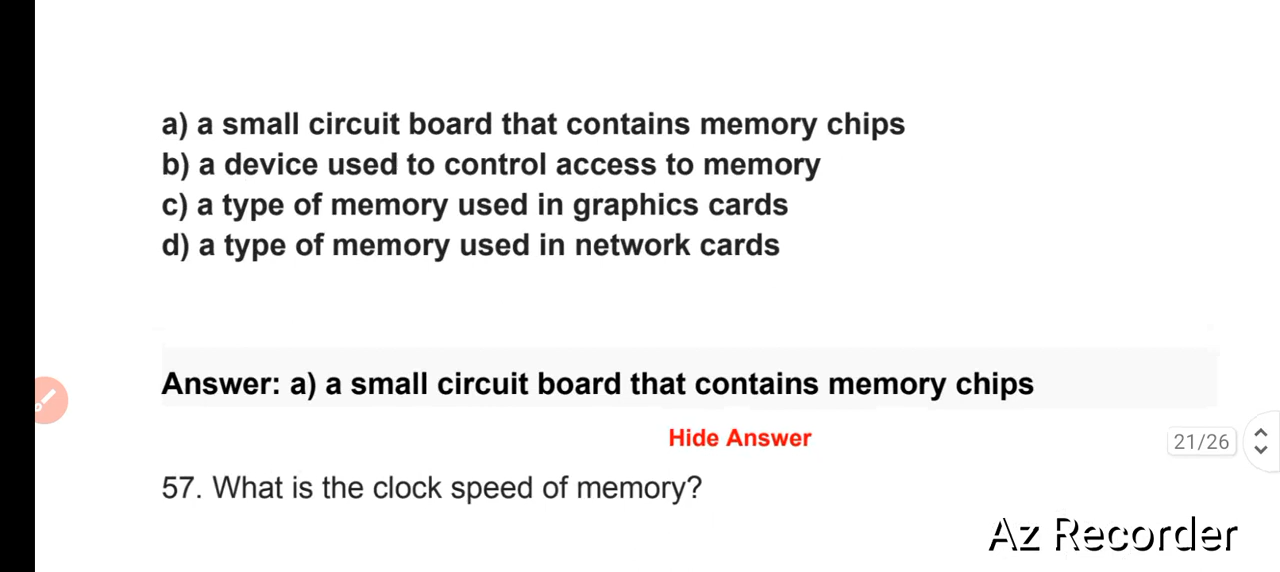 a) a small circuit board that contains memory chips
b) a device used to control access to memory
c) a type of memory used in graphics cards
d) a type of memory used in network cards
Answer: a) a small circuit board that contains memory chips
Hide Answer
21/26
57. What is the clock speed of memory?
Az Recorder